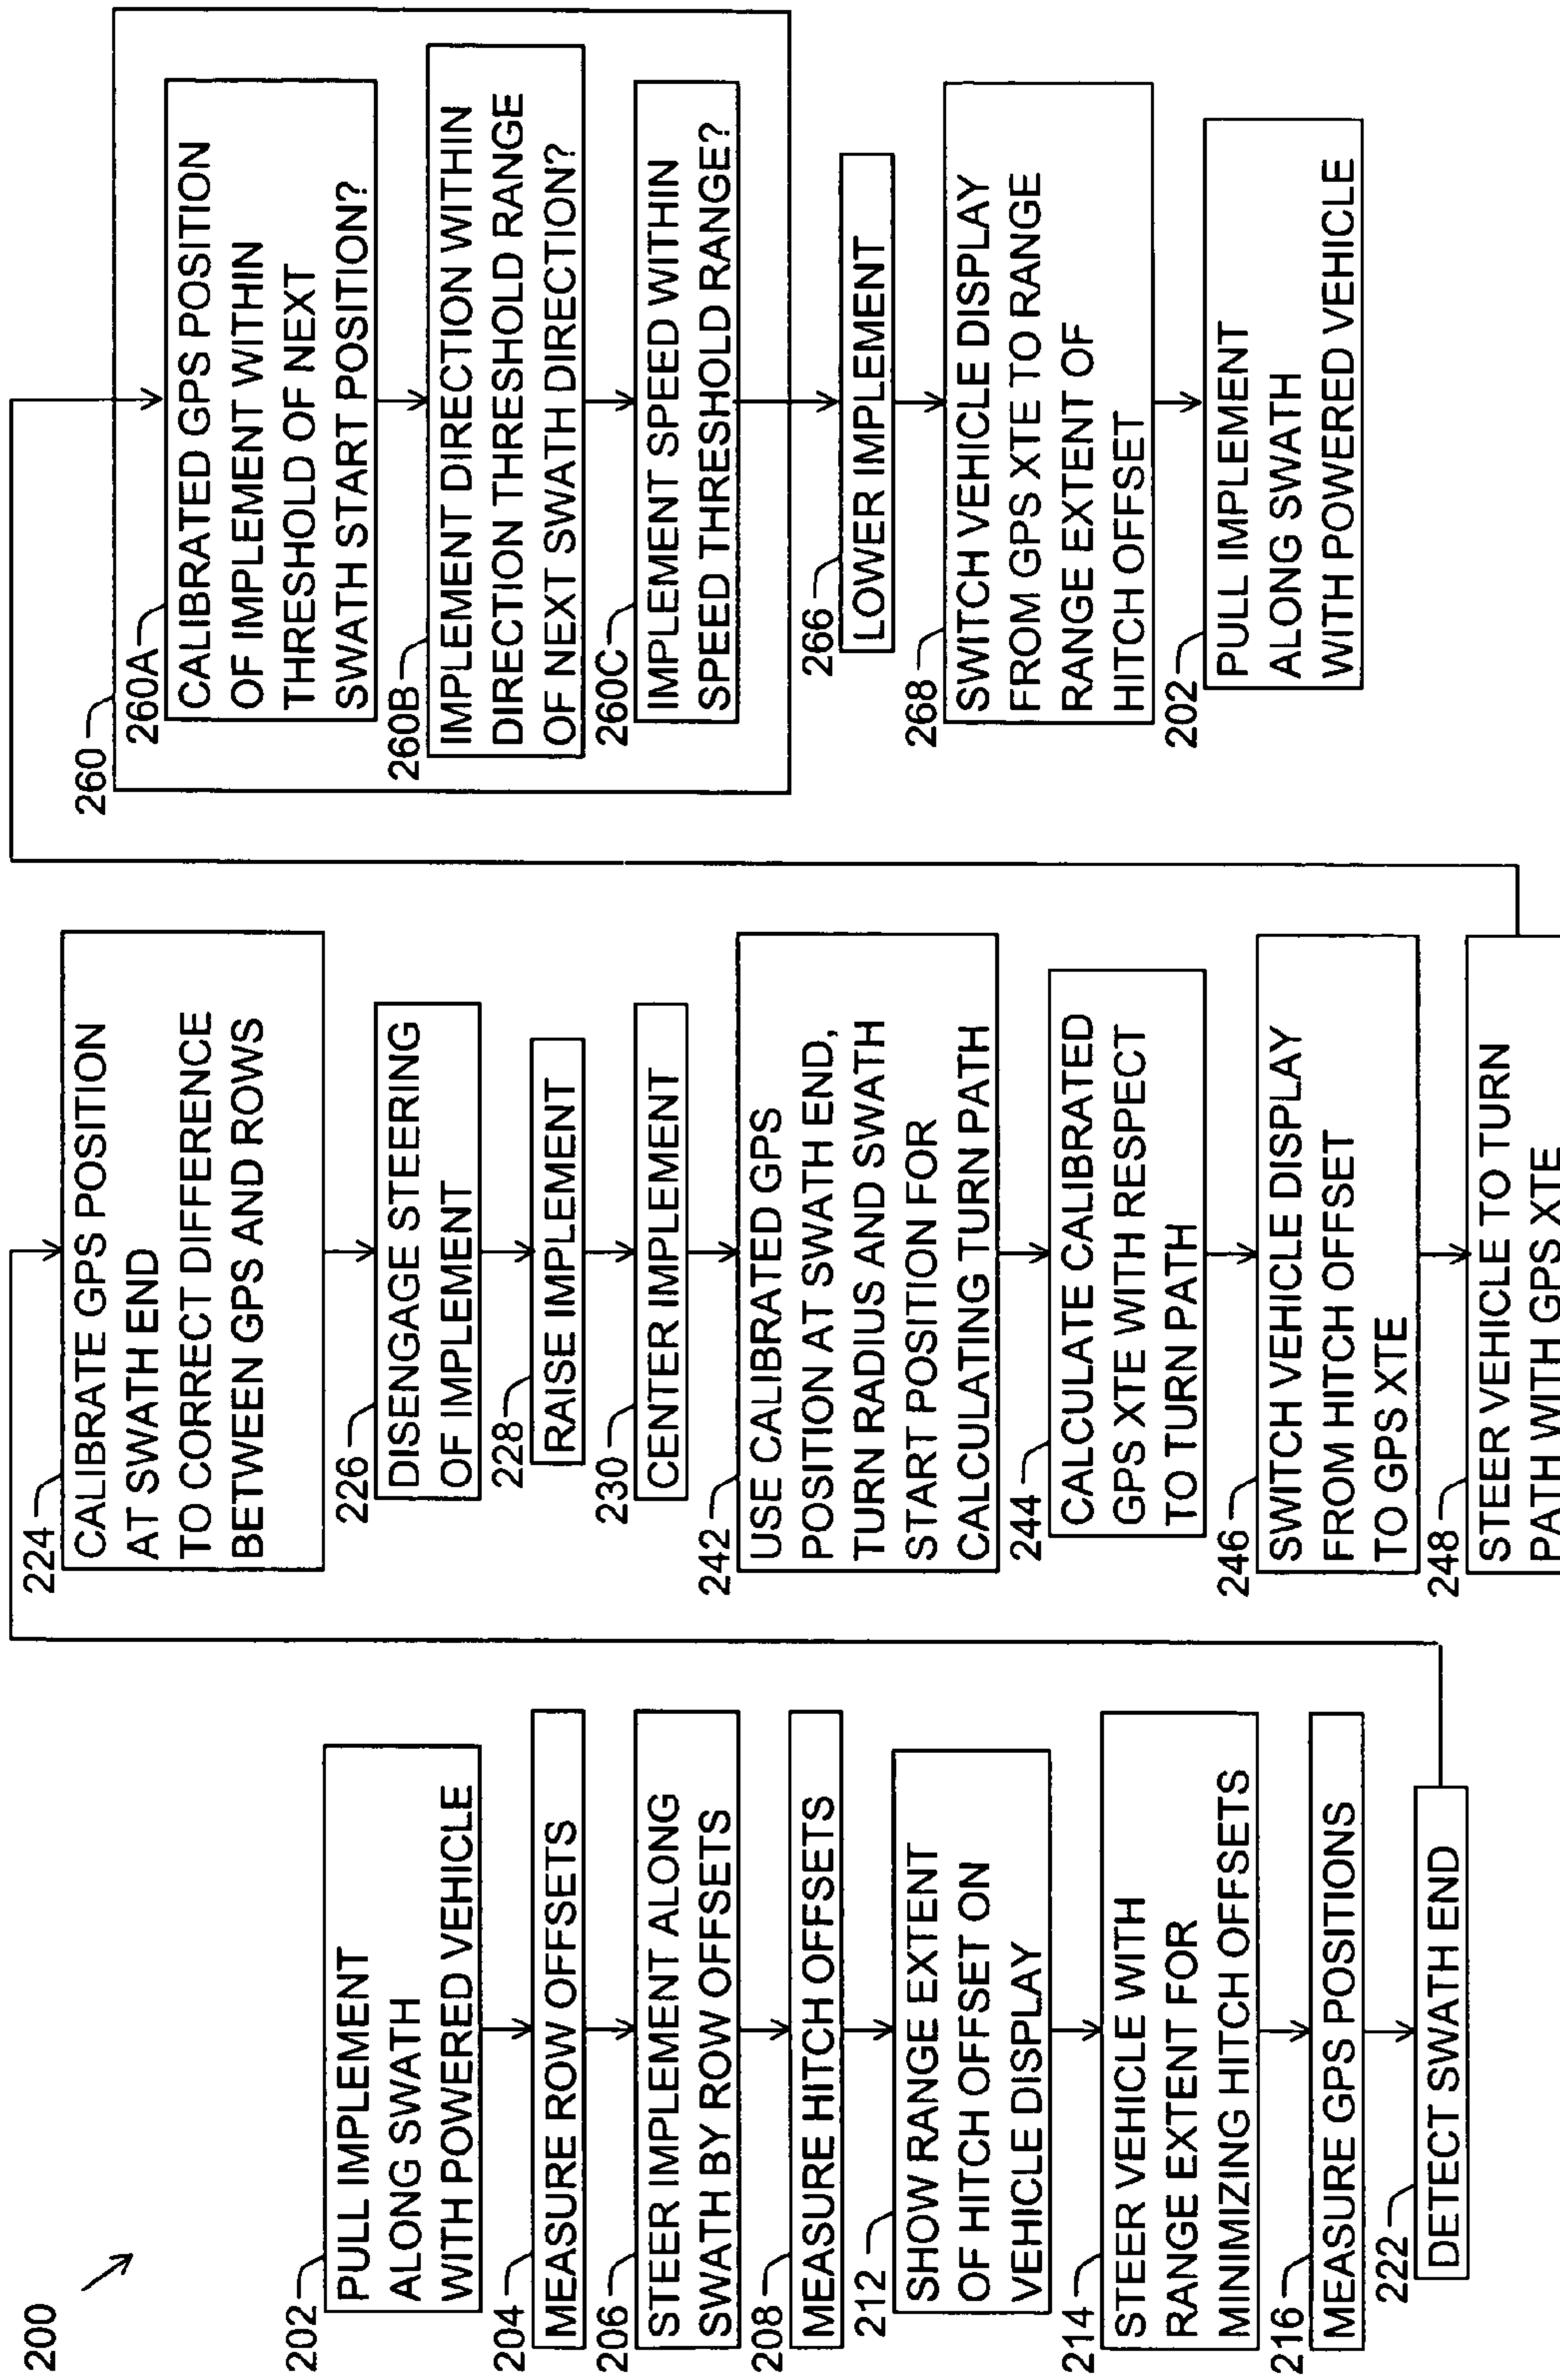 200
202
PULL IMPLEMENT
ALONG SWATH
WITH POWERED VEHICLE
204
MEASURE ROW OFFSETS
206
STEER IMPLEMENT ALONG
SWATH BY ROW OFFSETS
208
MEASURE HITCH OFFSETS
212
SHOW RANGE EXTENT
OF HITCH OFFSET ON
VEHICLE DISPLAY
214
STEER VEHICLE WITH
RANGE EXTENT FOR
MINIMIZING HITCH OFFSETS
216
MEASURE GPS POSITIONS
222
DETECT SWATH END
224
CALIBRATE GPS POSITION
AT SWATH END
TO CORRECT DIFFERENCE
BETWEEN GPS AND ROWS
226
DISENGAGE STEERING
OF IMPLEMENT
228
RAISE IMPLEMENT
230
CENTER IMPLEMENT
242
USE CALIBRATED GPS
POSITION AT SWATH END,
TURN RADIUS AND SWATH
START POSITION FOR
CALCULATING TURN PATH
244
CALCULATE CALIBRATED
GPS XTE WITH RESPECT
TO TURN PATH
246
SWITCH VEHICLE DISPLAY
FROM HITCH OFFSET
TO GPS XTE
248
STEER VEHICLE TO TURN
PATH WITH GPS XTE
260
260A
CALIBRATED GPS POSITION
OF IMPLEMENT WITHIN
THRESHOLD OF NEXT
SWATH START POSITION?
260B
IMPLEMENT DIRECTION WITHIN
DIRECTION THRESHOLD RANGE
OF NEXT SWATH DIRECTION?
260C
IMPLEMENT SPEED WITHIN
SPEED THRESHOLD RANGE?
266
LOWER IMPLEMENT
268
SWITCH VEHICLE DISPLAY
FROM GPS XTE TO RANGE
RANGE EXTENT OF
HITCH OFFSET
202
PULL IMPLEMENT
ALONG SWATH
WITH POWERED VEHICLE